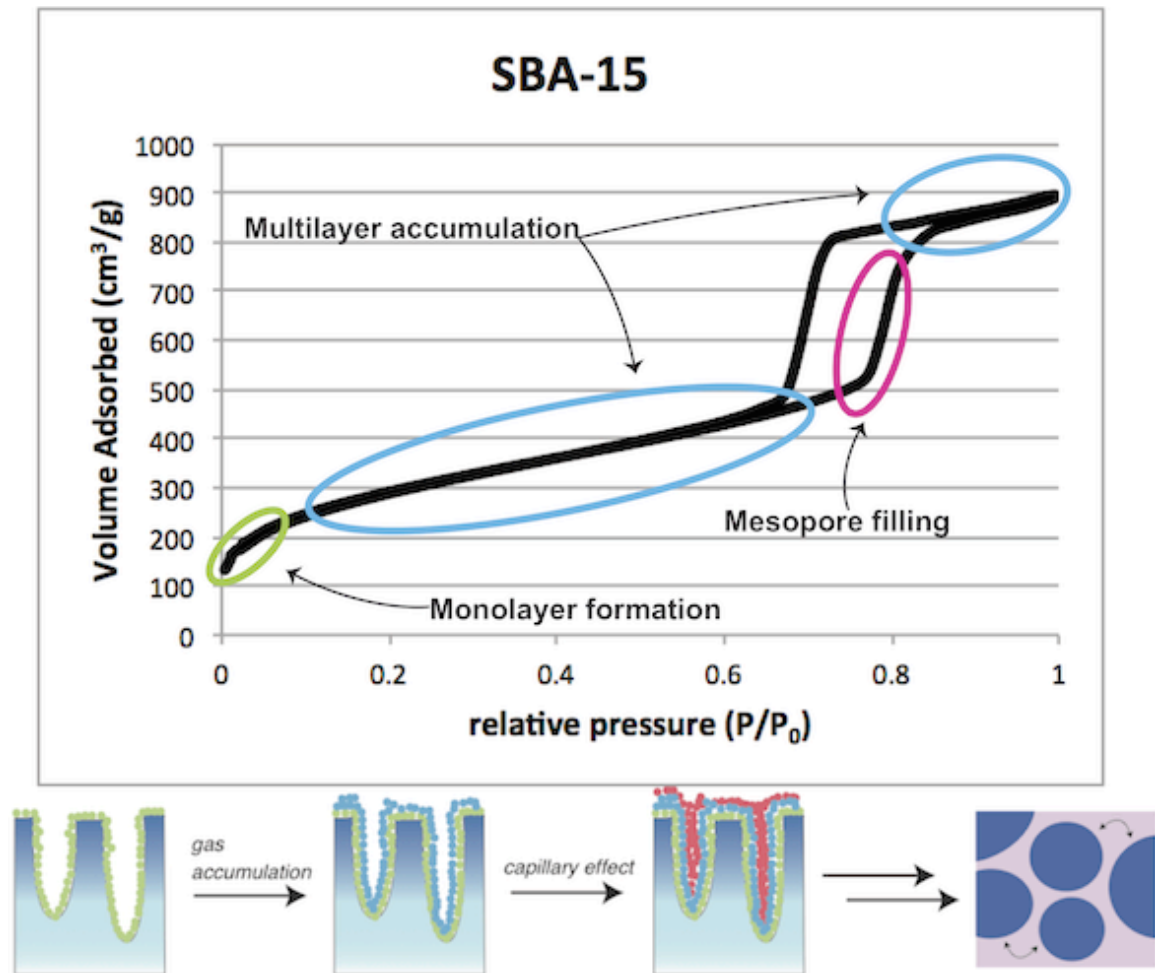 SBA-15
Volume Adsorbed (cm³/g)
1000
900
800
700
600
500
400
300
200
100
0
Multilayer accumulation
Mesopore filling
Monolayer formation
0 0.2 0.4 0.6 0.8 1
relative pressure (P/P₀)
gas
accumulation
capillary effect